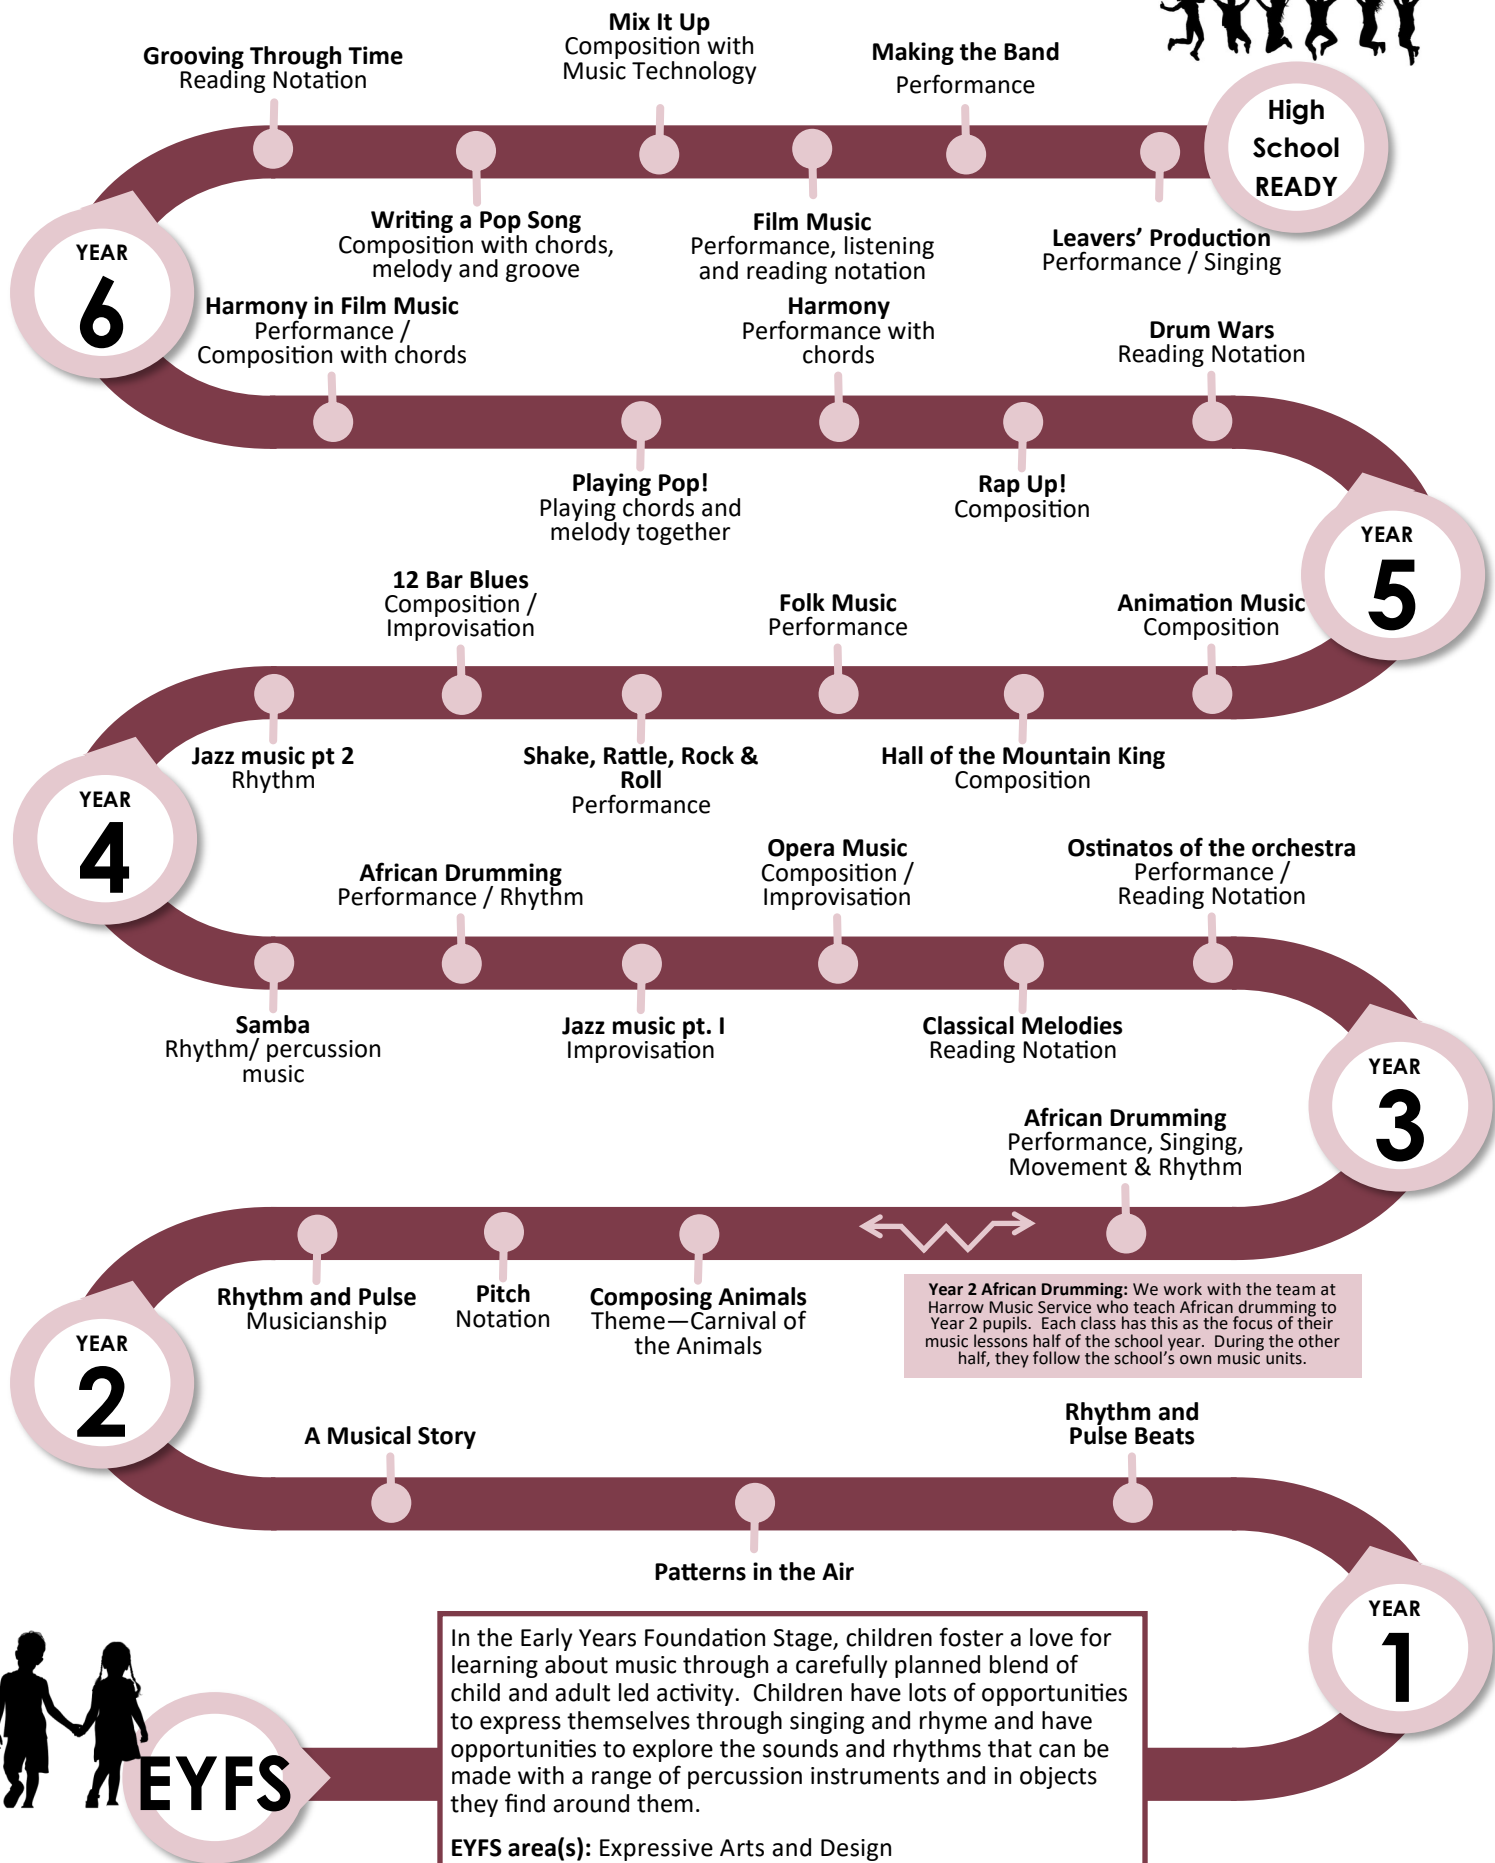 Mix It Up
Composition with
Music Technology
Grooving Through Time
Reading Notation
Making the Band
Performance
High
School
READY
Writing a Pop Song
Composition with chords,
melody and groove
Film Music
Performance, listening
and reading notation
Leavers’ Production
Performance / Singing
YEAR
6
Harmony in Film Music
Performance /
Composition with chords
Harmony
Performance with
chords
Drum Wars
Reading Notation
Playing Pop!
Playing chords and
melody together
Rap Up!
Composition
YEAR
5
12 Bar Blues
Composition /
Improvisation
Folk Music
Performance
Animation Music
Composition
Jazz music pt 2
Rhythm
Shake, Rattle, Rock &
Roll
Performance
Hall of the Mountain King
Composition
YEAR
4
African Drumming
Performance / Rhythm
Opera Music
Composition /
Improvisation
Ostinatos of the orchestra
Performance /
Reading Notation
Samba
Rhythm/ percussion
music
Jazz music pt. I
Improvisation
Classical Melodies
Reading Notation
YEAR
3
African Drumming
Performance, Singing,
Movement & Rhythm
Rhythm and Pulse
Musicianship
Pitch
Notation
Composing Animals
Theme—Carnival of
the Animals
Year 2 African Drumming: We work with the team at
Harrow Music Service who teach African drumming to
Year 2 pupils. Each class has this as the focus of their
music lessons half of the school year. During the other
half, they follow the school’s own music units.
YEAR
2
A Musical Story
Rhythm and
Pulse Beats
Patterns in the Air
YEAR
1
In the Early Years Foundation Stage, children foster a love for
learning about music through a carefully planned blend of
child and adult led activity. Children have lots of opportunities
to express themselves through singing and rhyme and have
opportunities to explore the sounds and rhythms that can be
made with a range of percussion instruments and in objects
they find around them.
EYFS area(s): Expressive Arts and Design
EYFS